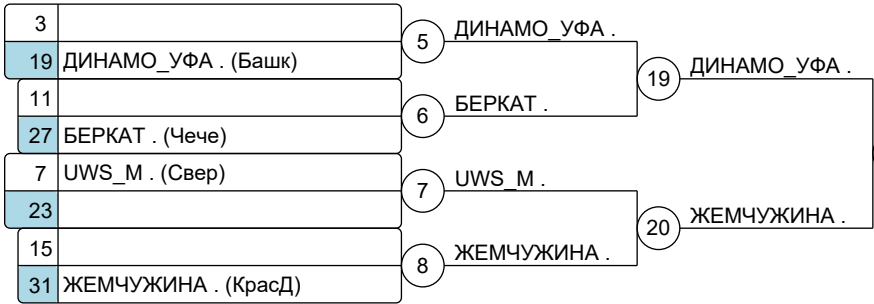 3
19 ДИНАМО_УФА . (Башк)
5 ДИНАМО_УФА .
11
27 БЕРКАТ . (Чече)
6 БЕРКАТ .
19 ДИНАМО_УФА .
7 UWS_M . (Свер)
23
7 UWS_M .
15
31 ЖЕМЧУЖИНА . (КрасД)
8 ЖЕМЧУЖИНА .
20 ЖЕМЧУЖИНА .